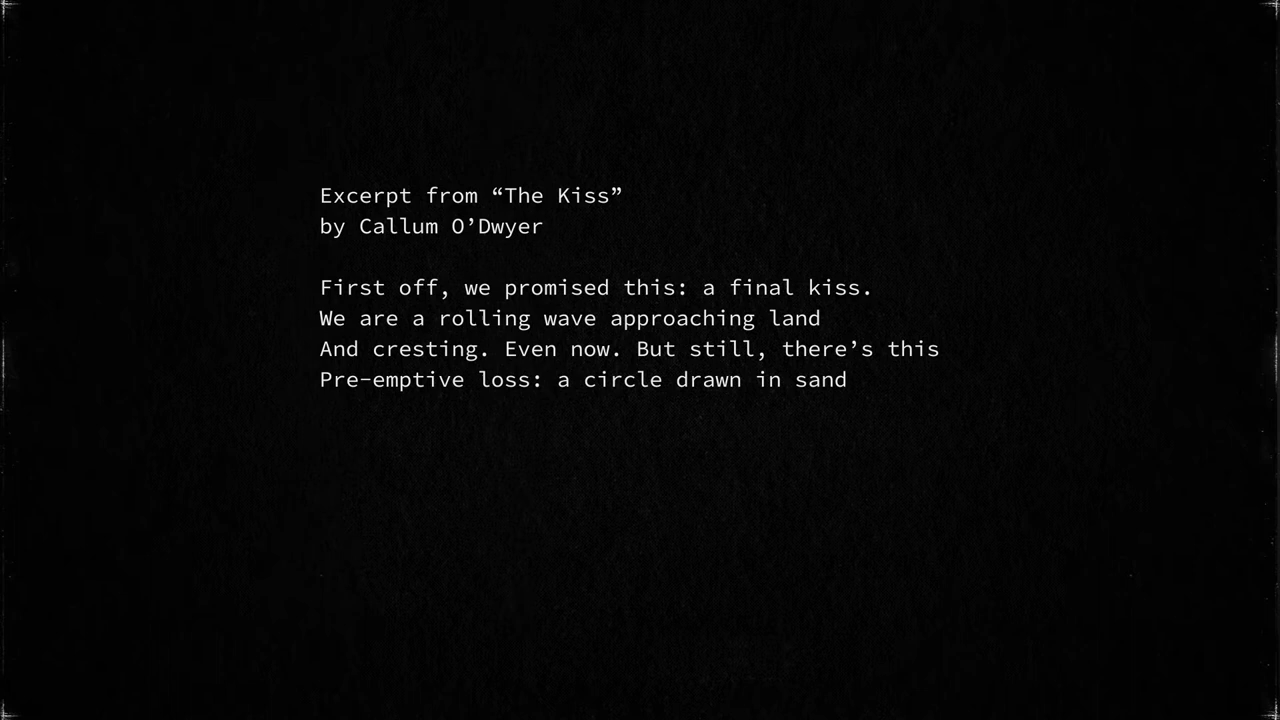 Excerpt from “The Kiss”
by Callum O’Dwyer
First off, we promised this: a final kiss.
We are a rolling wave approaching land
And cresting. Even now. But still, there’s this
Pre-emptive loss: a circle drawn in sand